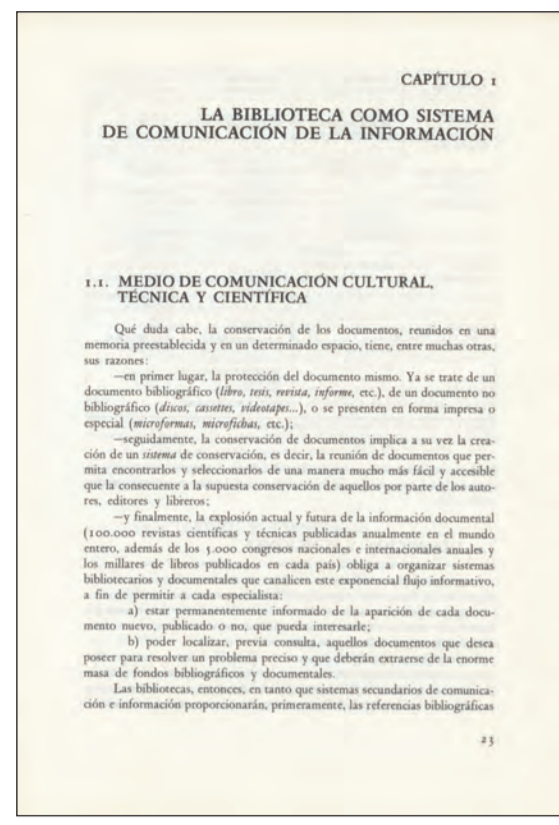 CAPÍTULO 1
LA BIBLIOTECA COMO SISTEMA
DE COMUNICACIÓN DE LA INFORMACIÓN
1.1. MEDIO DE COMUNICACIÓN CULTURAL,
TÉCNICA Y CIENTÍFICA
Qué duda cabe, la conservación de los documentos, reunidos en una
memoria preestablecida y en un determinado espacio, tiene, entre muchas otras,
sus razones:
—en primer lugar, la protección del documento mismo. Ya se trate de un
documento bibliográfico (libro, tesis, revista, informe, etc.), de un documento no
bibliográfico (discos, cassettes, videotapes...), o se presenten en forma impresa o
especial (microformas, microfichas, etc.);
—seguidamente, la conservación de documentos implica a su vez la crea-
ción de un sistema de conservación, es decir, la reunión de documentos que per-
mita encontrarlos y seleccionarlos de una manera mucho más fácil y accesible
que la consecuente a la supuesta conservación de aquellos por parte de los auto-
res, editores y libreros;
—y finalmente, la explosión actual y futura de la información documental
(100.000 revistas científicas y técnicas publicadas anualmente en el mundo
entero, además de los 5.000 congresos nacionales e internacionales anuales y
los millares de libros publicados en cada país) obliga a organizar sistemas
bibliotecarios y documentales que canalicen este exponencial flujo informativo,
a fin de permitir a cada especialista:
a) estar permanentemente informado de la aparición de cada docu-
mento nuevo, publicado o no, que pueda interesarle;
b) poder localizar, previa consulta, aquellos documentos que desea
poseer para resolver un problema preciso y que deberán extraerse de la enorme
masa de fondos bibliográficos y documentales.
Las bibliotecas, entonces, en tanto que sistemas secundarios de comunica-
ción e información proporcionarán, primeramente, las referencias bibliográficas
23